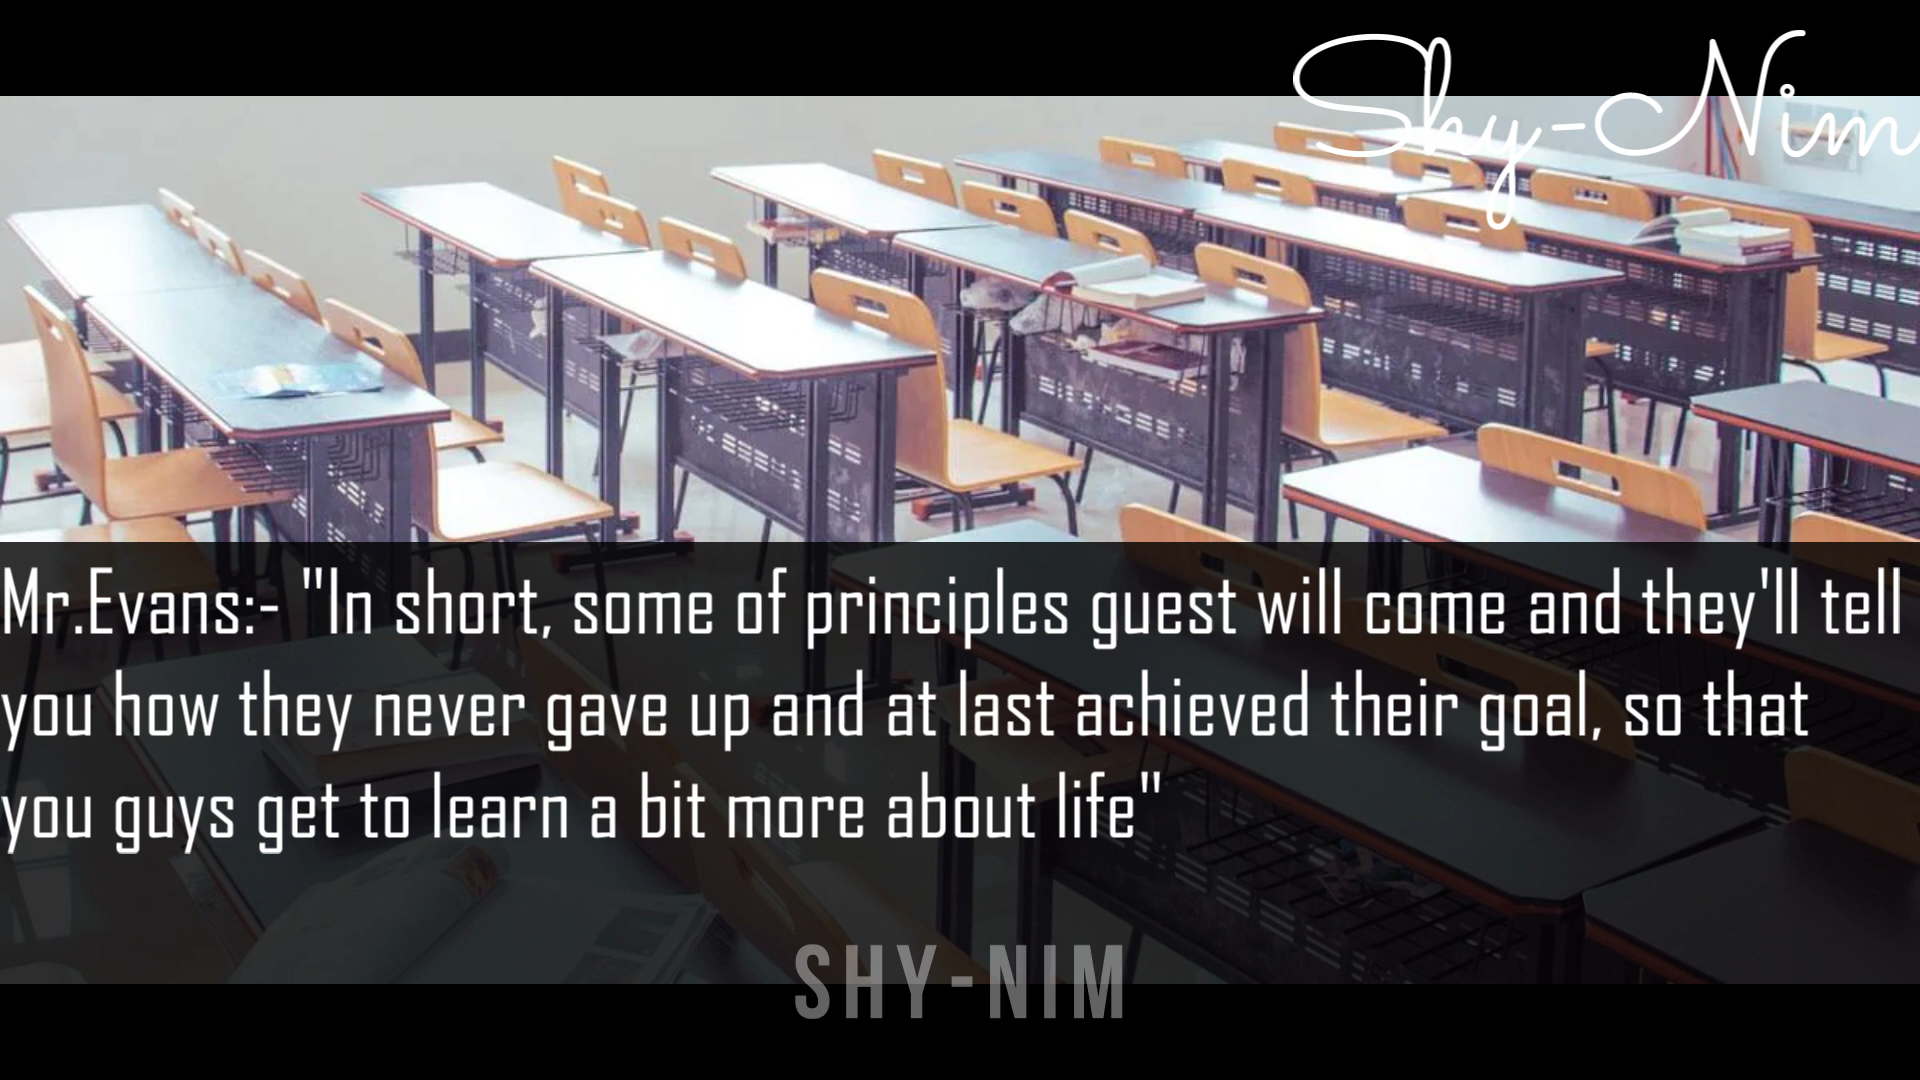 Shy-Nim
Mr.Evans:- "In short, some of principles guest will come and they'll tell
you how they never gave up and at last achieved their goal, so that
you guys get to learn a bit more about life"
SHY-NIM